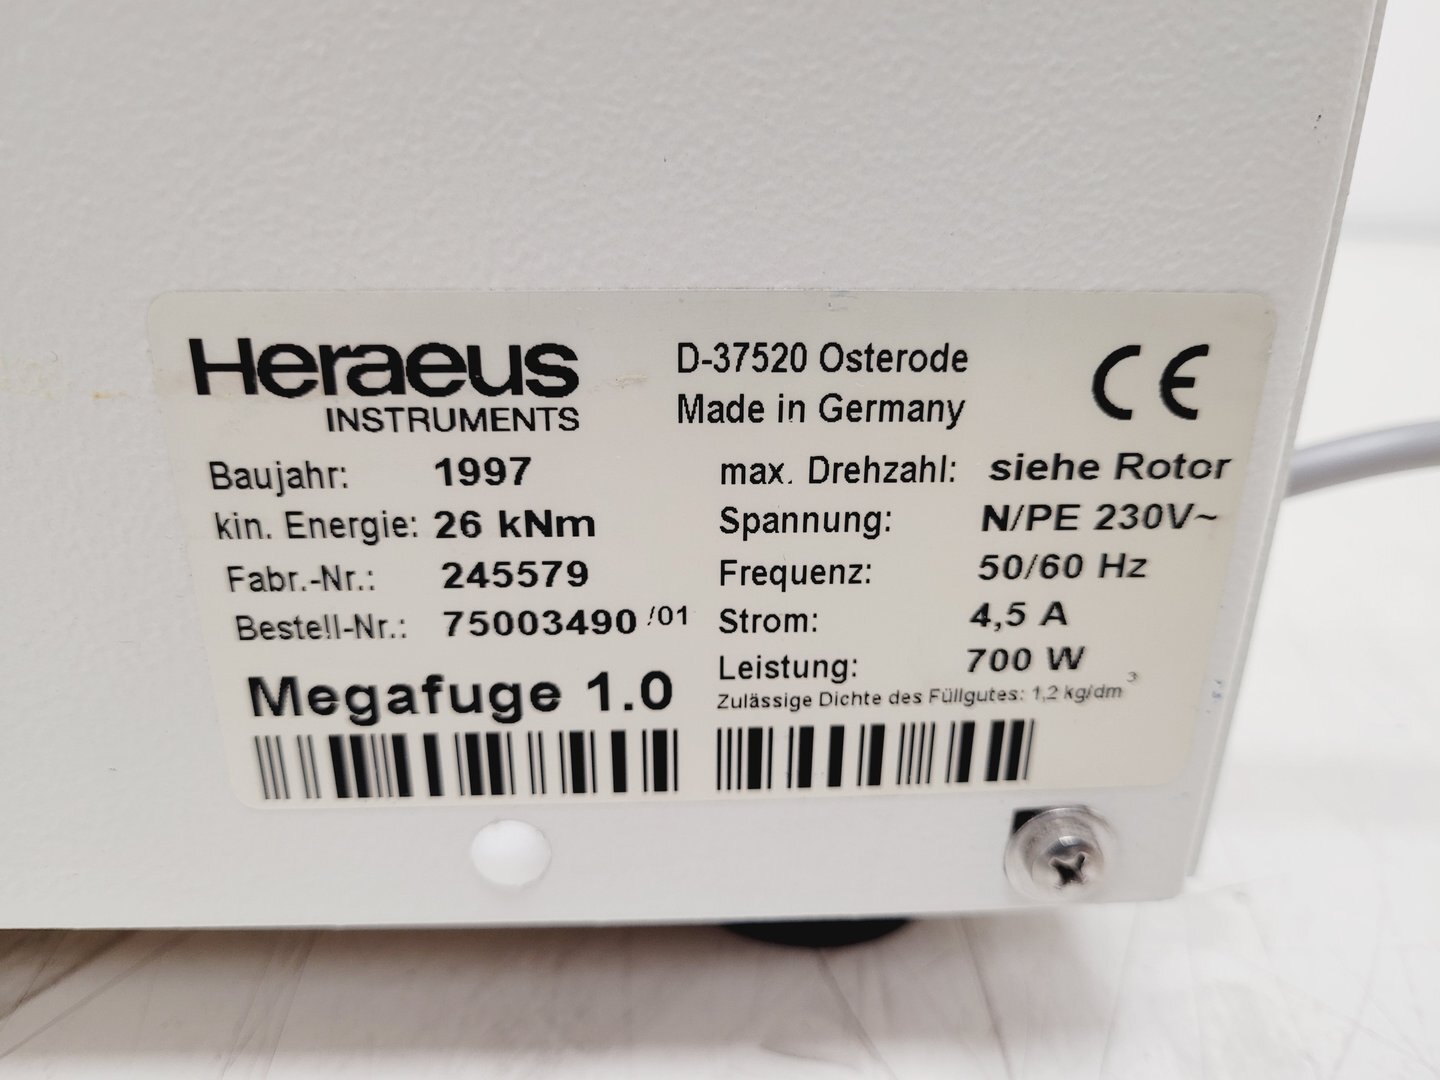 Heraeus
INSTRUMENTS
D-37520 Osterode
Made in Germany
CE
Baujahr: 1997
kin. Energie: 26 kNm
Fabr.-Nr.: 245579
Bestell-Nr.: 75003490 /01
Megafuge 1.0
max. Drehzahl: siehe Rotor
Spannung: N/PE 230V~
Frequenz: 50/60 Hz
Strom: 4,5 A
Leistung: 700 W
Zulässige Dichte des Füllgutes: 1,2 kg/dm³